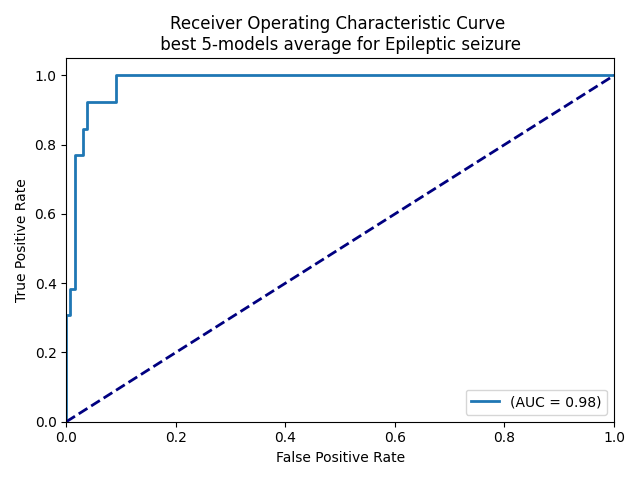 Receiver Operating Characteristic Curve
best 5-models average for Epileptic seizure
True Positive Rate
1.0
0.8
0.6
0.4
0.2
0.0
(AUC = 0.98)
0.0 0.2 0.4 0.6 0.8 1.0
False Positive Rate